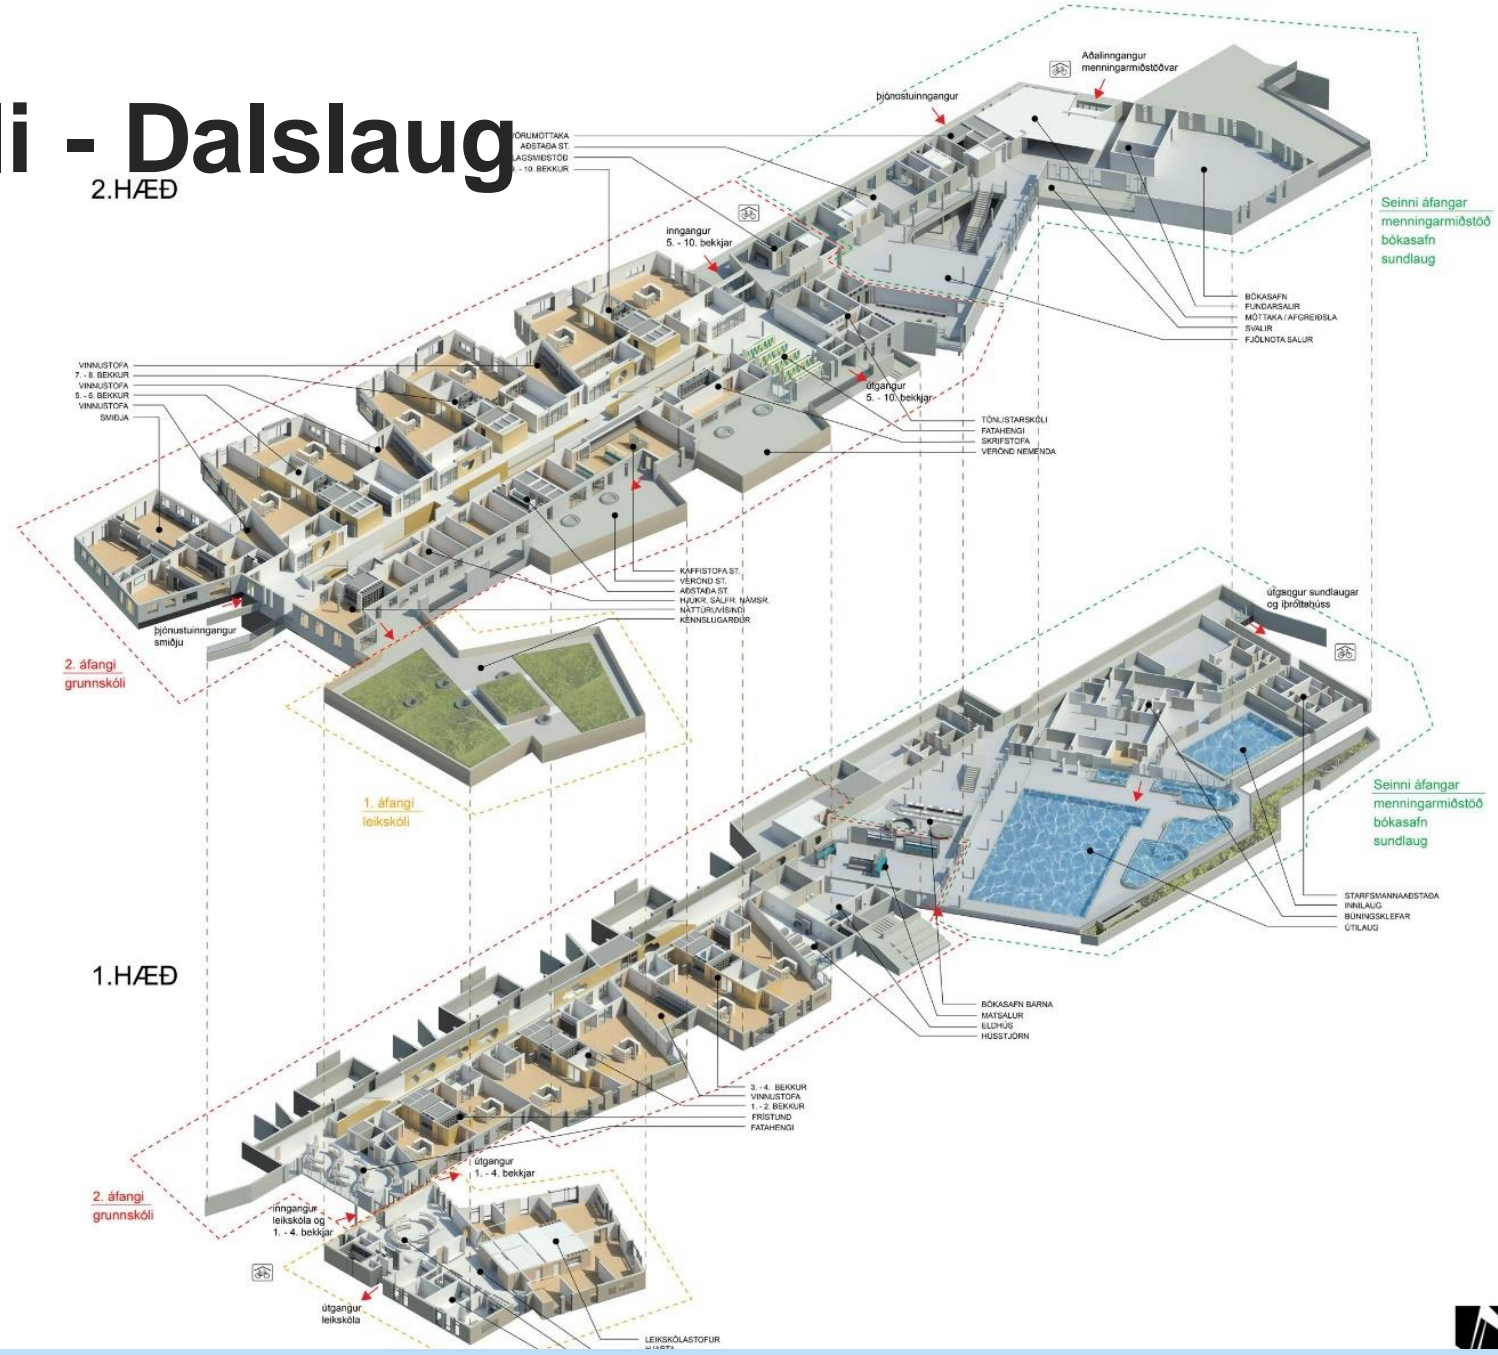 li - Dalslaug
2.HÆÐ
Aðalinngangur
menningarmiðstöðvar
þjónustuinngangur
VÖRUMÓTTAKA
AÐSTAÐA ST.
LAGSMIÐSTÖÐ
- 10. BEKKUR
inngangur
5. - 10. bekkjar
Seinni áfangar
menningarmiðstöð
bókasafn
sundlaug
BÓKASAFN
FUNDARSALIR
MÓTTAKA / AFGREIÐSLA
SVALIR
FJÖLNOTA SALUR
VINNUSTOFA
7. - 8. BEKKUR
VINNUSTOFA
5. - 6. BEKKUR
VINNUSTOFA
SMIÐJA
útgangur
5. - 10. bekkjar
TÓNLISTARSKÓLI
FATAHENGI
SKRIFSTOFA
VERÖND NEMENDA
KAFFISTOFA ST.
VERÖND ST.
AÐSTAÐA ST.
HJÚKR. SÁLFR. NÁMSR.
NÁTTÚRUVÍSINDI
KENNSLUGARÐUR
þjónustuinngangur
smiðju
2. áfangi
grunnskóli
1. áfangi
leikskóli
útgangur sundlaugar
og íþróttahúss
Seinni áfangar
menningarmiðstöð
bókasafn
sundlaug
STARFSMANNAAÐSTAÐA
INNILAUG
BÚNINGSKLEFAR
ÚTILAUG
1.HÆÐ
BÓKASAFN BARNA
MATSALUR
ELDHÚS
HÚSSTJÓRN
3. - 4. BEKKUR
VINNUSTOFA
1. - 2. BEKKUR
FRÍSTUND
FATAHENGI
útgangur
1. - 4. bekkjar
2. áfangi
grunnskóli
inngangur
leikskóla og
1. - 4. bekkjar
útgangur
leikskóla
LEIKSKÓLASTOFUR
HJARTA